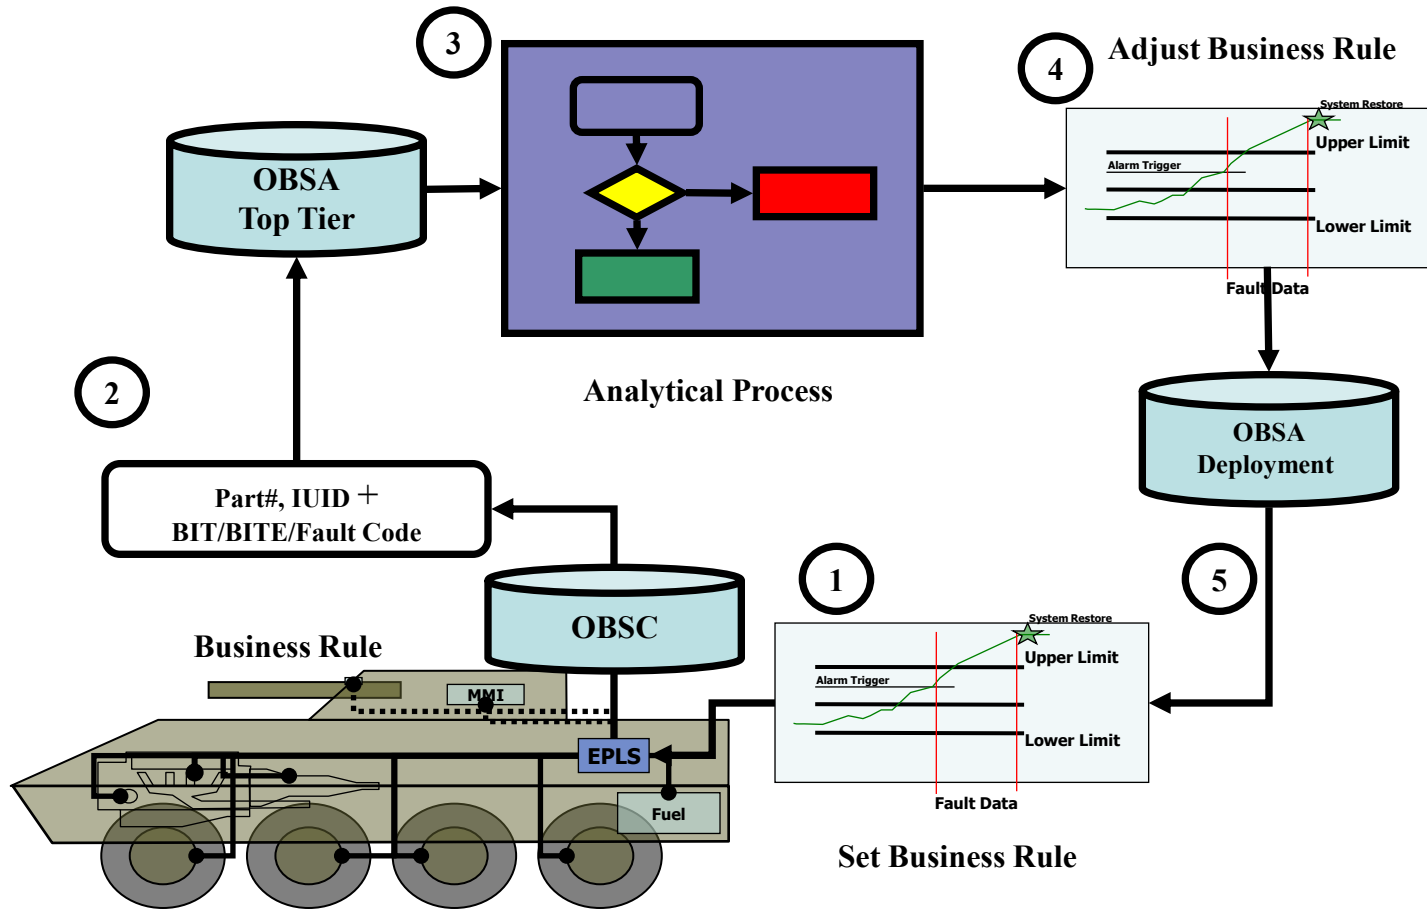 3
4
Adjust Business Rule
System Restore
Upper Limit
Alarm Trigger
Lower Limit
Fault Data
OBSA
Top Tier
Analytical Process
2
OBSA
Deployment
Part#, IUID +
BIT/BITE/Fault Code
1
5
OBSC
System Restore
Upper Limit
Alarm Trigger
Lower Limit
Fault Data
Business Rule
MMI
EPLS
Fuel
Set Business Rule